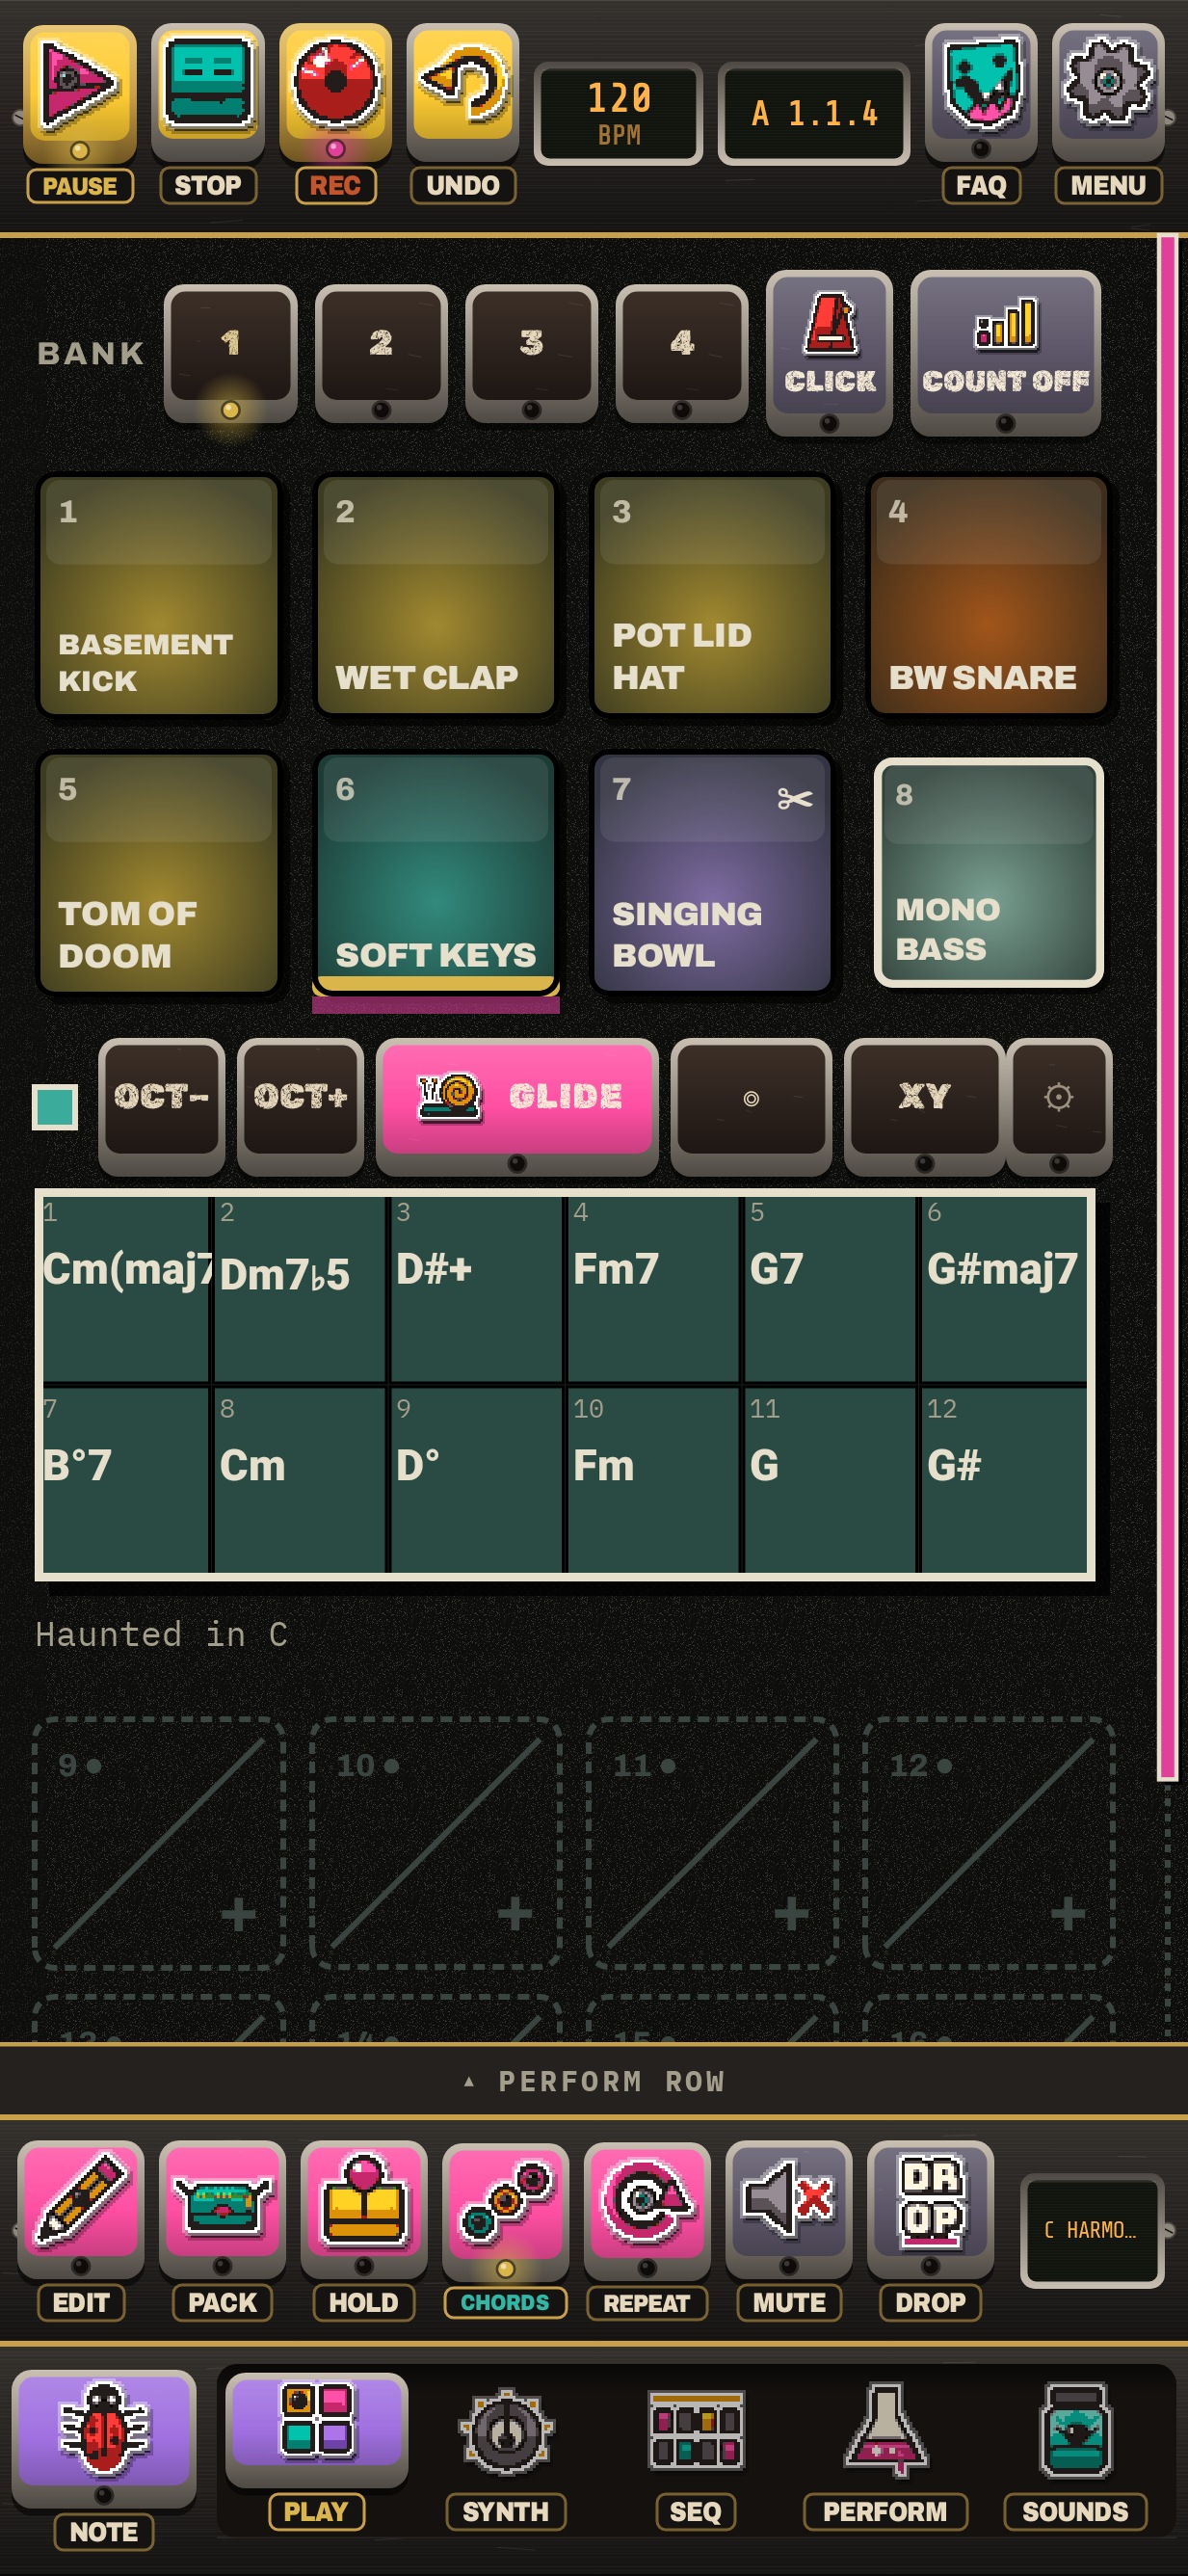 120
BPM
A 1.1.4
PAUSE STOP REC UNDO FAQ MENU
BANK 1 2 3 4 CLICK COUNT OFF
1 2 3 4
BASEMENT
KICK
WET CLAP
POT LID
HAT
BW SNARE
5 6 7 8
TOM OF
DOOM
SOFT KEYS
SINGING
BOWL
MONO
BASS
OCT- OCT+ GLIDE XY
1 2 3 4 5 6
Cm(maj7 Dm7♭5 D#+ Fm7 G7 G#maj7
7 8 9 10 11 12
B°7 Cm D° Fm G G#
Haunted in C
9 10 11 12
13 14 15 16
PERFORM ROW
DR
OP
C HARMO…
EDIT PACK HOLD CHORDS REPEAT MUTE DROP
NOTE PLAY SYNTH SEQ PERFORM SOUNDS